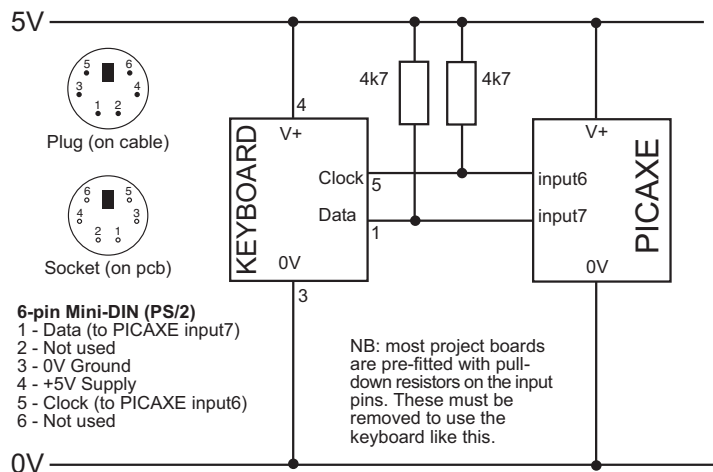 5V
5 6
3 4
1 2
Plug (on cable)
6 5
4 3
2 1
Socket (on pcb)
6-pin Mini-DIN (PS/2)
1 - Data (to PICAXE input7)
2 - Not used
3 - 0V Ground
4 - +5V Supply
5 - Clock (to PICAXE input6)
6 - Not used
0V
4
V+
KEYBOARD
Clock
5
Data
1
0V
3
4k7
4k7
V+
input6
input7
PICAXE
0V
NB: most project boards
are pre-fitted with pull-
down resistors on the input
pins. These must be
removed to use the
keyboard like this.